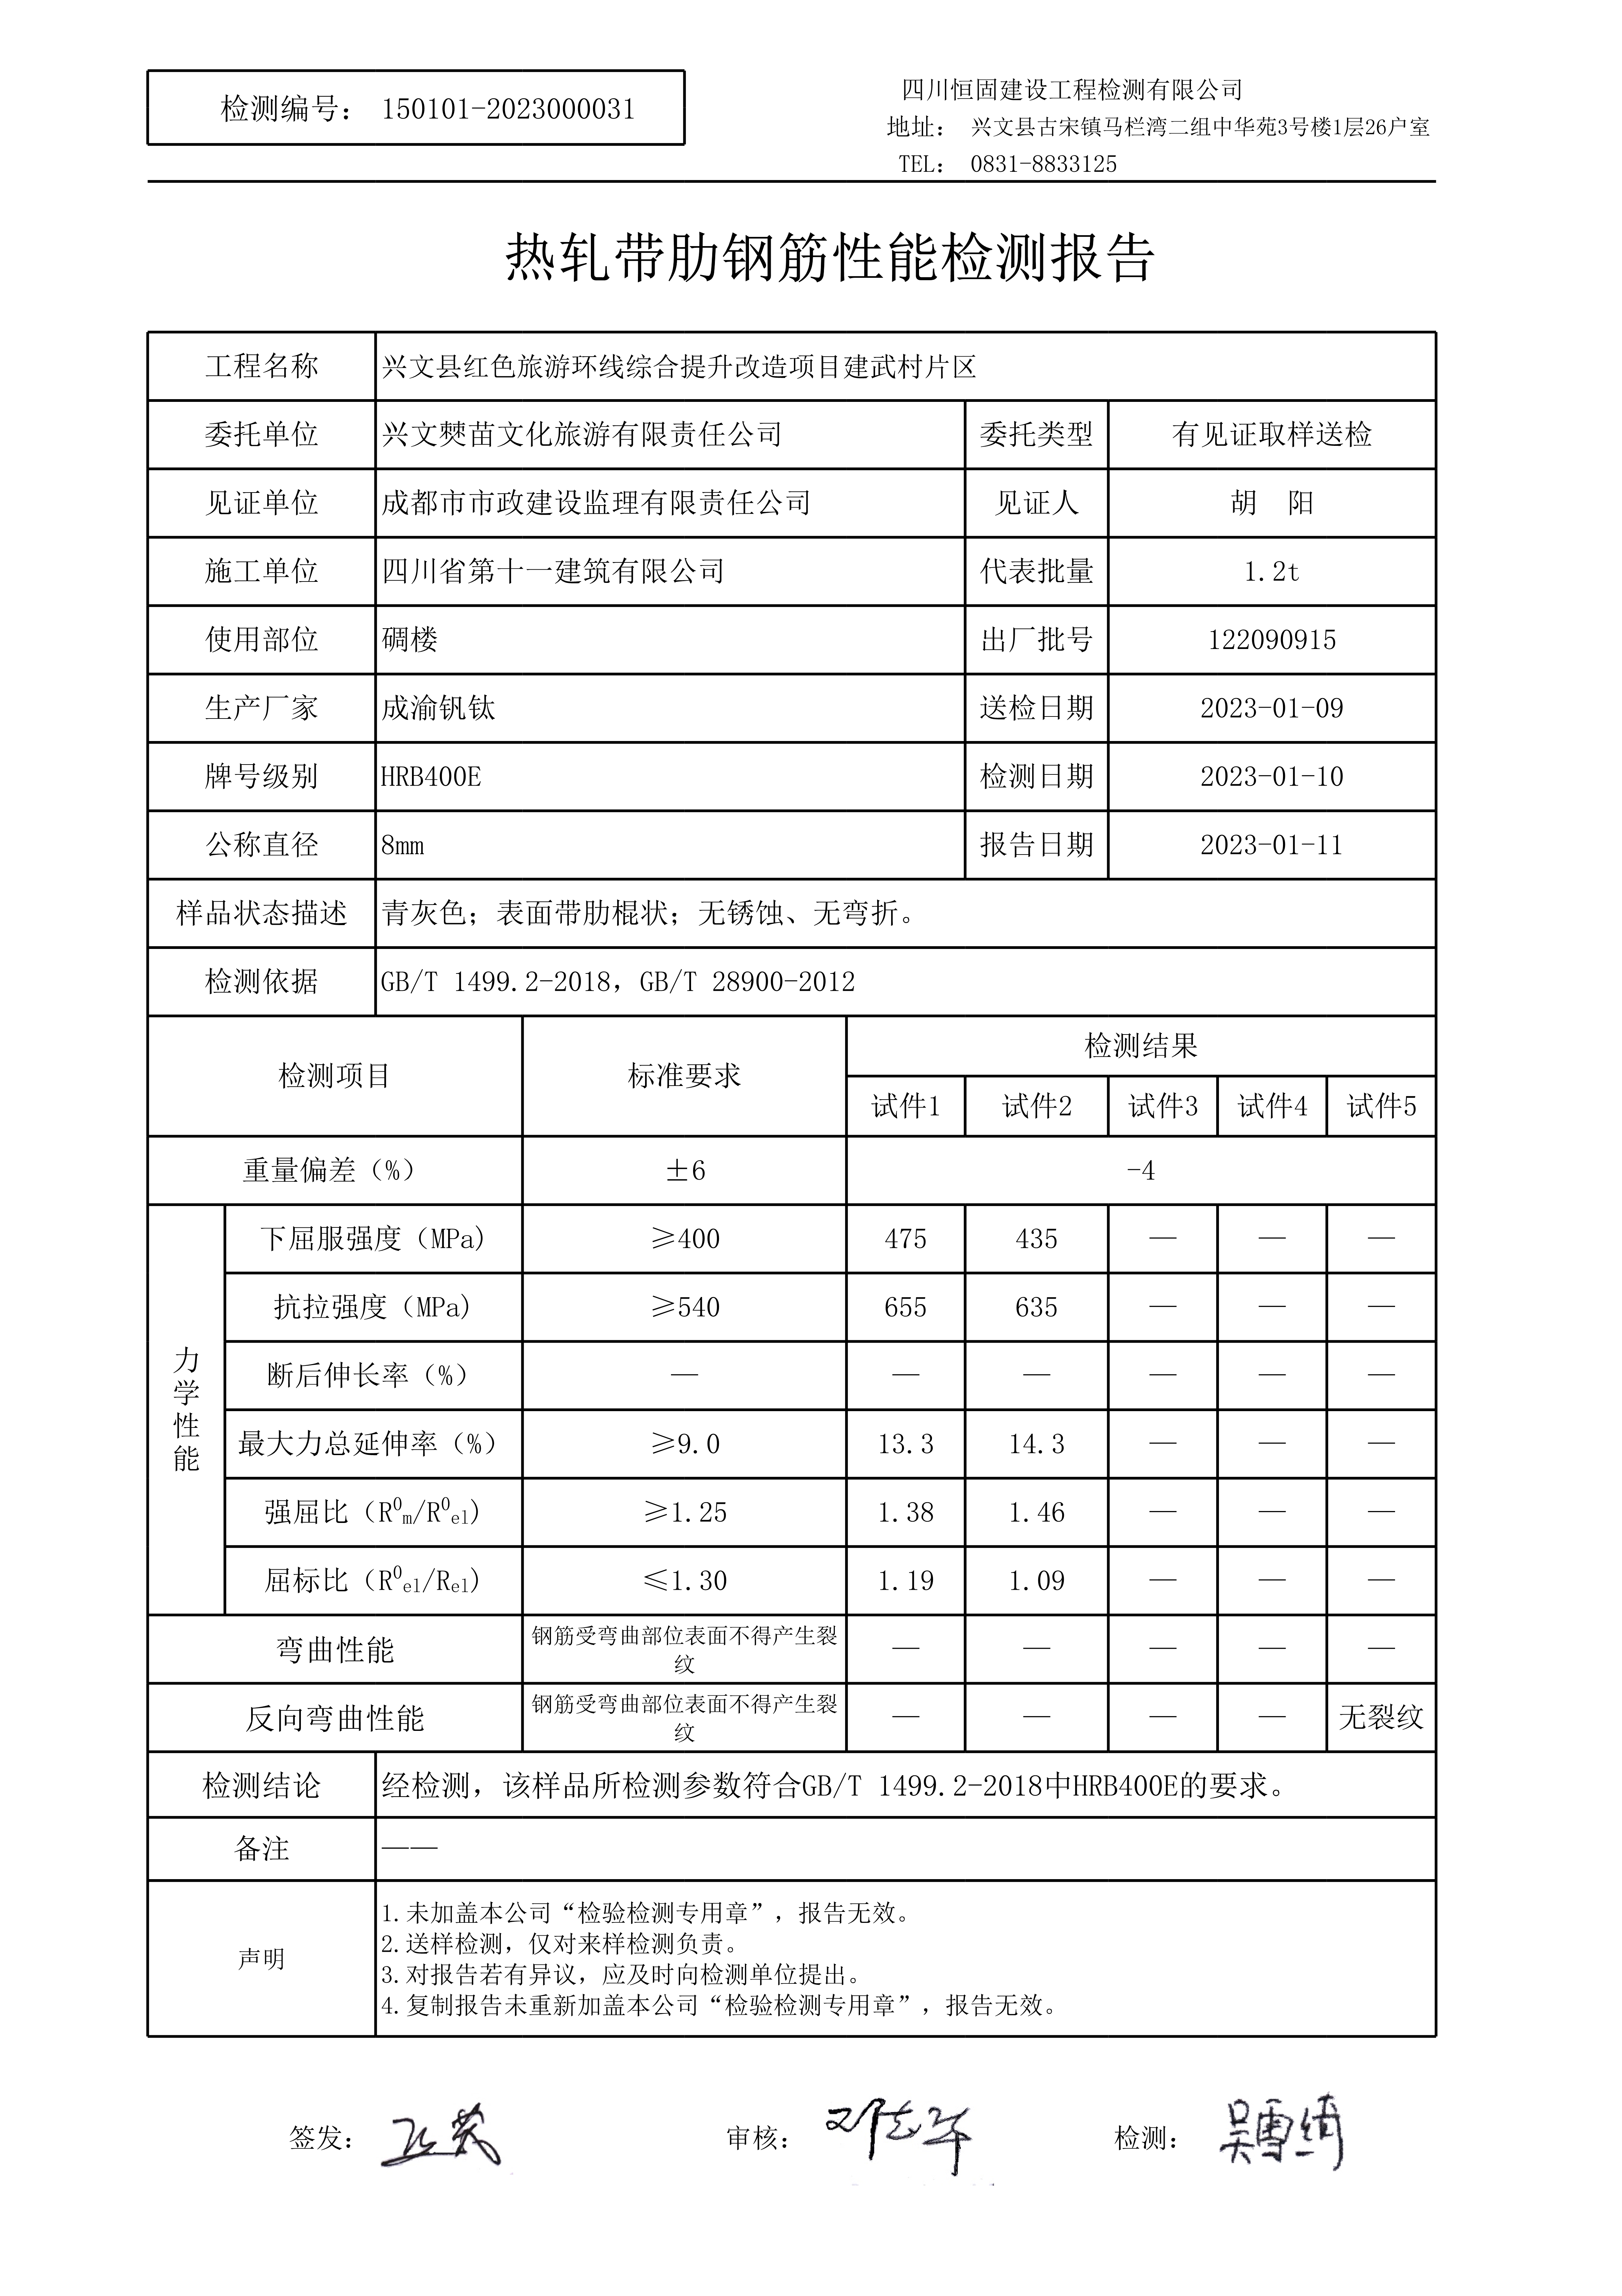 检测编号： 150101-2023000031
四川恒固建设工程检测有限公司
地址： 兴文县古宋镇马栏湾二组中华苑3号楼1层26户室
TEL： 0831-8833125
热轧带肋钢筋性能检测报告
工程名称 兴文县红色旅游环线综合提升改造项目建武村片区
委托单位 兴文僰苗文化旅游有限责任公司 委托类型 有见证取样送检
见证单位 成都市市政建设监理有限责任公司 见证人 胡 阳
施工单位 四川省第十一建筑有限公司 代表批量 1.2t
使用部位 碉楼 出厂批号 122090915
生产厂家 成渝钒钛 送检日期 2023-01-09
牌号级别 HRB400E 检测日期 2023-01-10
公称直径 8mm 报告日期 2023-01-11
样品状态描述 青灰色；表面带肋棍状；无锈蚀、无弯折。
检测依据 GB/T 1499.2-2018，GB/T 28900-2012
检测项目 标准要求 检测结果
试件1 试件2 试件3 试件4 试件5
重量偏差（%） ±6 -4
力学性能
下屈服强度（MPa） ≥400 475 435 — — —
抗拉强度（MPa） ≥540 655 635 — — —
断后伸长率（%） — — — — — —
最大力总延伸率（%） ≥9.0 13.3 14.3 — — —
强屈比（R⁰m/R⁰el） ≥1.25 1.38 1.46 — — —
屈标比（R⁰el/Rel） ≤1.30 1.19 1.09 — — —
弯曲性能 钢筋受弯曲部位表面不得产生裂纹 — — — — —
反向弯曲性能 钢筋受弯曲部位表面不得产生裂纹 — — — — 无裂纹
检测结论 经检测，该样品所检测参数符合GB/T 1499.2-2018中HRB400E的要求。
备注 ——
声明
1.未加盖本公司“检验检测专用章”，报告无效。
2.送样检测，仅对来样检测负责。
3.对报告若有异议，应及时向检测单位提出。
4.复制报告未重新加盖本公司“检验检测专用章”，报告无效。
签发： 审核： 检测： 吴雪绮